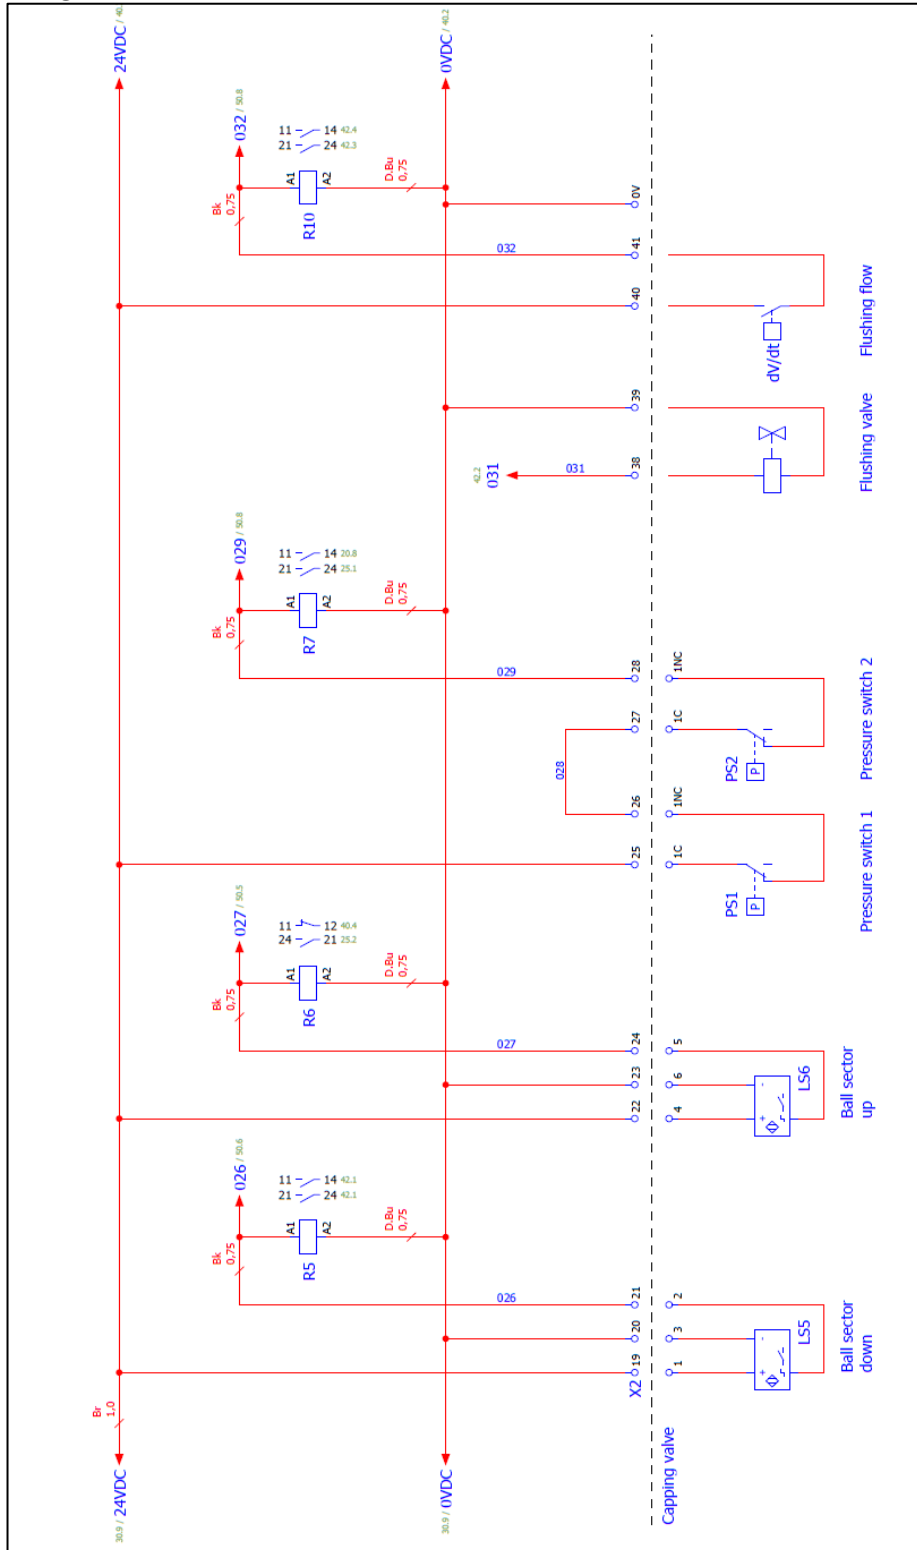 30.9 / 24VDC
24VDC / 40.
Br
1,0
30.9 / 0VDC
0VDC / 40.2
026 / 50.6
Bk
0,75
A1
A2
R5
11
14 42.1
21
24 42.1
D.Bu
0,75
026
027 / 50.5
Bk
0,75
A1
A2
R6
11
12 40.4
24
21 25.2
D.Bu
0,75
027
029 / 50.8
Bk
0,75
A1
A2
R7
11
14 20.8
21
24 25.1
D.Bu
0,75
029
028
42.2
031
031
032 / 50.8
Bk
0,75
A1
A2
R10
11
14 42.4
21
24 42.3
D.Bu
0,75
032
X2
19
20
21
22
23
24
25
26
27
28
38
39
40
41
0V
Capping valve
1
3
2
4
6
5
1C
1NC
1C
1NC
+
-
LS5
+
-
LS6
PS1
P
PS2
P
dV/dt
Ball sector
down
Ball sector
up
Pressure switch 1
Pressure switch 2
Flushing valve
Flushing flow